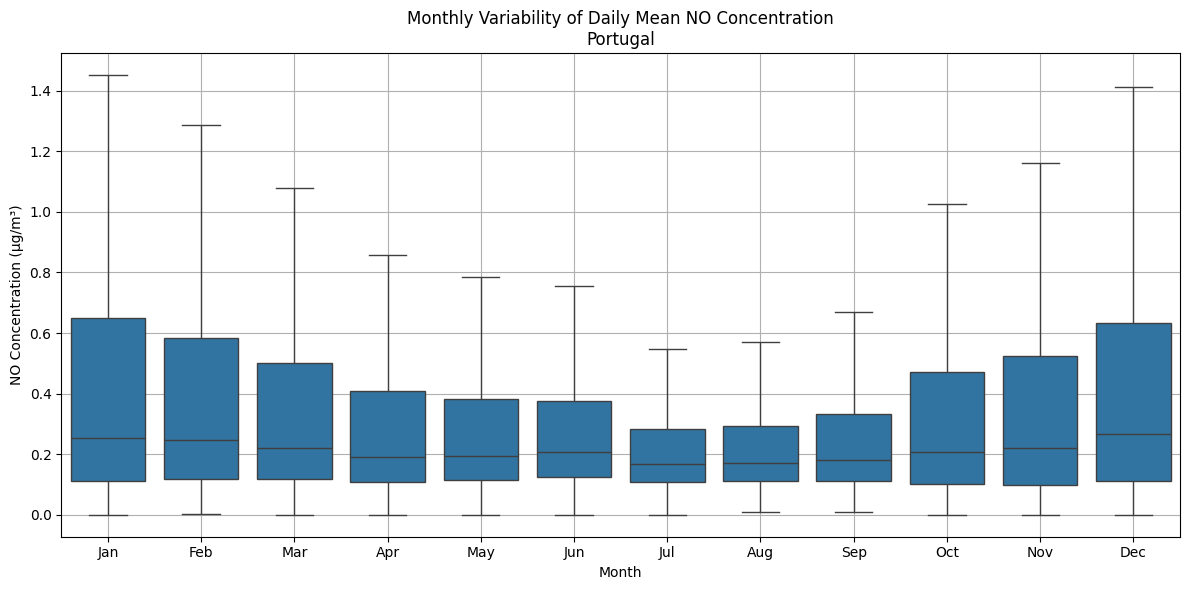 Monthly Variability of Daily Mean NO Concentration
Portugal
NO Concentration (µg/m³)
1.4
1.2
1.0
0.8
0.6
0.4
0.2
0.0
Jan Feb Mar Apr May Jun Jul Aug Sep Oct Nov Dec
Month